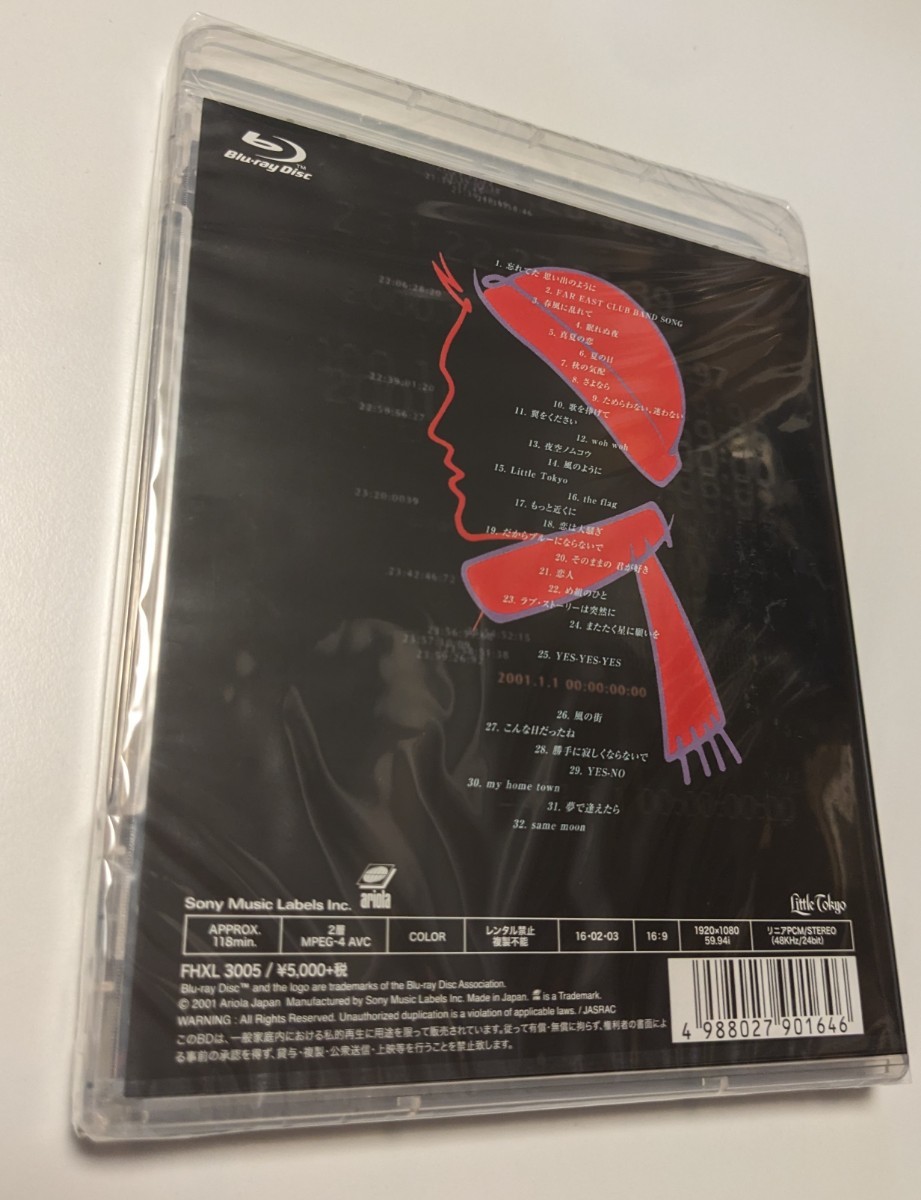 Blu-ray Disc™
22:06:26:20
1. 忘れてた 思い出のように
2. FAR EAST CLUB BAND SONG
3. 春風に乱れて
4. 眠れぬ夜
5. 真夏の恋
6. 夏の日
7. 秋の気配
8. さよなら
22:39:01:20
9. ためらわない、迷わない
10. 歌を捧げて
11. 翼をください
12. woh woh
13. 夜空ノムコウ
14. 風のように
15. Little Tokyo
16. the flag
17. もっと近くに
18. 恋は大騒ぎ
19. だからブルーにならないで
20. そのままの 君が好き
21. 恋人
22. め組のひと
23:47:46:72
23. ラブ・ストーリーは突然に
24. またたく星に願いを
25. YES-YES-YES
2001.1.1 00:00:00:00
26. 風の街
27. こんな日だったね
28. 勝手に寂しくならないで
29. YES-NO
30. my home town
31. 夢で逢えたら
32. same moon
Sony Music Labels Inc.
ariola
Little Tokyo
APPROX. 118min.
2層 MPEG-4 AVC
COLOR
レンタル禁止 複製不能
16・02・03
16:9
1920×1080 59.94i
リニアPCM/STEREO (48KHz/24bit)
FHXL 3005 / ¥5,000+税
Blu-ray Disc™ and the logo are trademarks of the Blu-ray Disc Association.
© 2001 Ariola Japan Manufactured by Sony Music Labels Inc. Made in Japan. is a Trademark.
WARNING : All Rights Reserved. Unauthorized duplication is a violation of applicable laws. / JASRAC
このBDは、一般家庭内における私的再生に用途を限って販売されています。従って有償・無償に拘らず、権利者の書面によ
る事前の承認を得ず、貸与・複製・公衆送信・上映等を行うことを禁止致します。
4 988027 901646